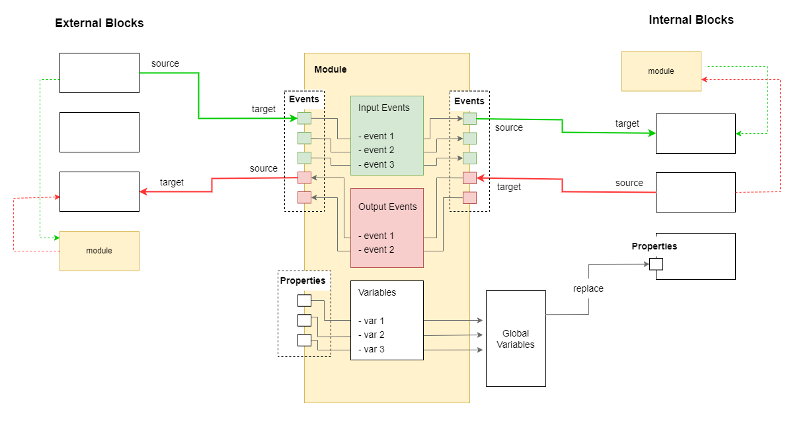 External Blocks
Internal Blocks
source
Module
module
Events
Input Events
Events
target
- event 1
source
target
- event 2
- event 3
source
target
target
source
Output Events
- event 1
- event 2
module
Properties
Properties
Variables
replace
- var 1
- var 2
- var 3
Global
Variables